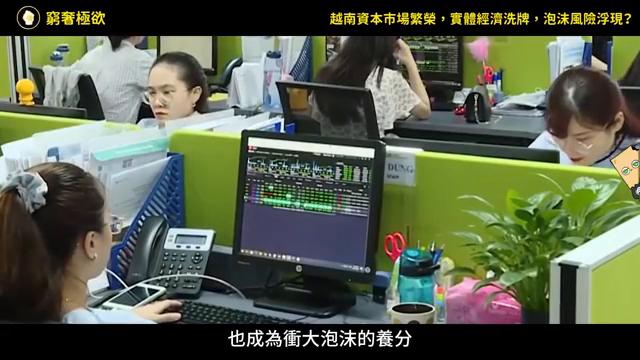 窮奢極欲
越南資本市場繁榮，實體經濟洗牌，泡沫風險浮現？
DUNG
也成為衝大泡沫的養分